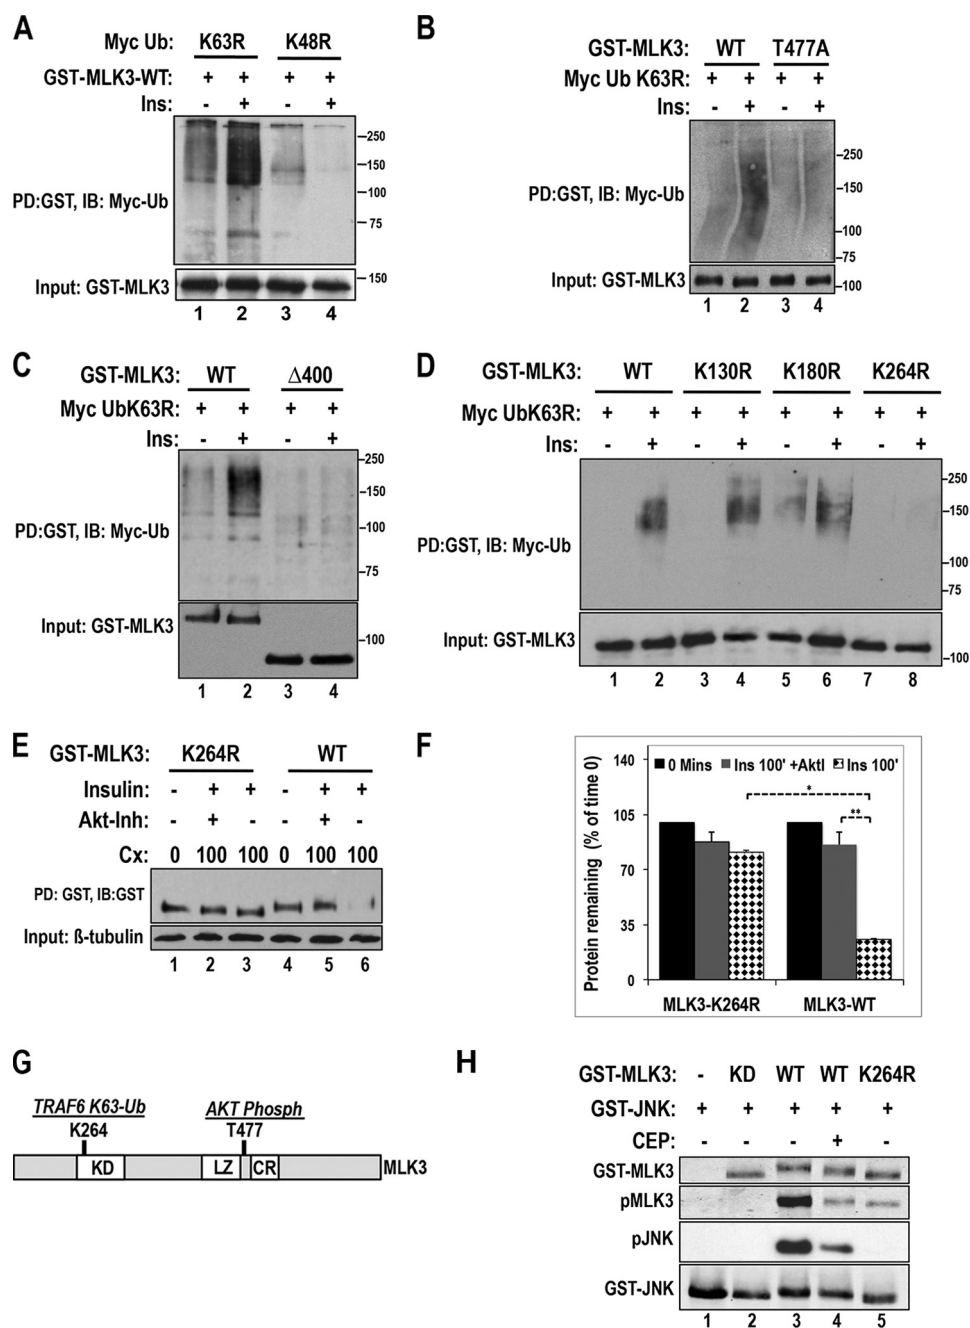 A
Myc Ub: K63R K48R
GST-MLK3-WT: + + + +
Ins: - + - +
PD:GST, IB: Myc-Ub
-250
-150
-100
-75
Input: GST-MLK3
-150
1 2 3 4
B
GST-MLK3: WT T477A
Myc Ub K63R: + + + +
Ins: - + - +
PD:GST, IB: Myc-Ub
-250
-150
-100
-75
Input: GST-MLK3
-100
1 2 3 4
C
GST-MLK3: WT Δ400
Myc UbK63R: + + + +
Ins: - + - +
PD:GST, IB: Myc-Ub
-250
-150
-100
-75
Input: GST-MLK3
-100
1 2 3 4
D
GST-MLK3: WT K130R K180R K264R
Myc UbK63R: + + + + + + + +
Ins: - + - + - + - +
PD:GST, IB: Myc-Ub
-250
-150
-100
-75
Input: GST-MLK3
-100
1 2 3 4 5 6 7 8
E
GST-MLK3: K264R WT
Insulin: - + + - + +
Akt-Inh: - + - - + -
Cx: 0 100 100 0 100 100
PD: GST, IB:GST
Input: ß-tubulin
1 2 3 4 5 6
F
Protein remaining (% of time 0)
140
105
70
35
0
0 Mins Ins 100' +AktI Ins 100'
*
**
MLK3-K264R MLK3-WT
G
TRAF6 K63-Ub AKT Phosph
K264 T477
KD LZ CR MLK3
H
GST-MLK3: - KD WT WT K264R
GST-JNK: + + + + +
CEP: - - - + -
GST-MLK3
pMLK3
pJNK
GST-JNK
1 2 3 4 5